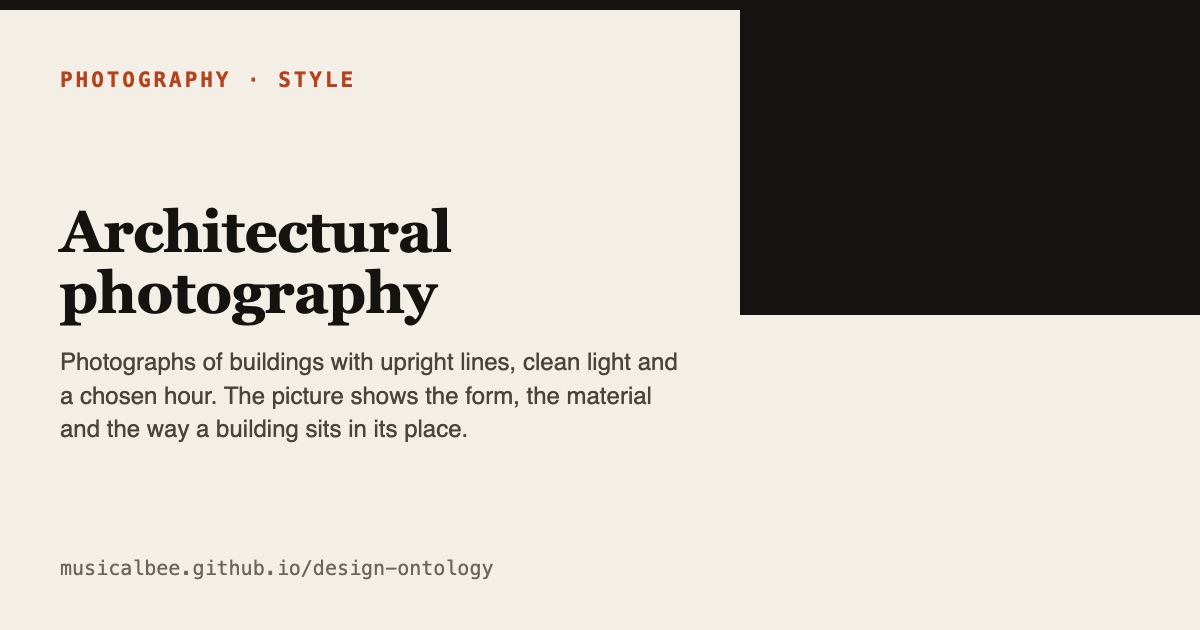 PHOTOGRAPHY · STYLE
Architectural
photography
Photographs of buildings with upright lines, clean light and
a chosen hour. The picture shows the form, the material
and the way a building sits in its place.
musicalbee.github.io/design-ontology